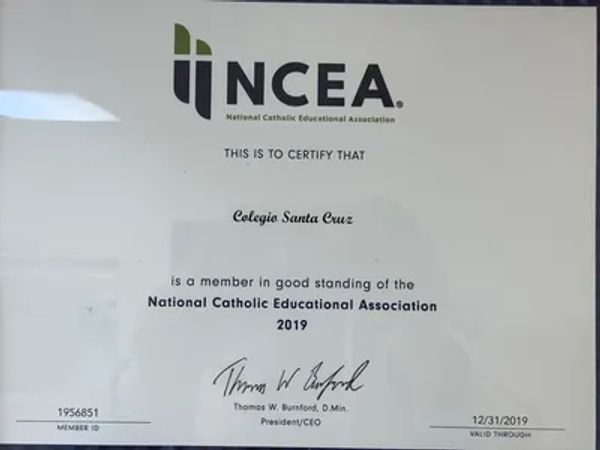 NCEA®
National Catholic Educational Association
THIS IS TO CERTIFY THAT
Colegio Santa Cruz
is a member in good standing of the
National Catholic Educational Association
2019
Thomas W Burnford
Thomas W. Burnford, D.Min.
President/CEO
1956851
MEMBER ID
12/31/2019
VALID THROUGH